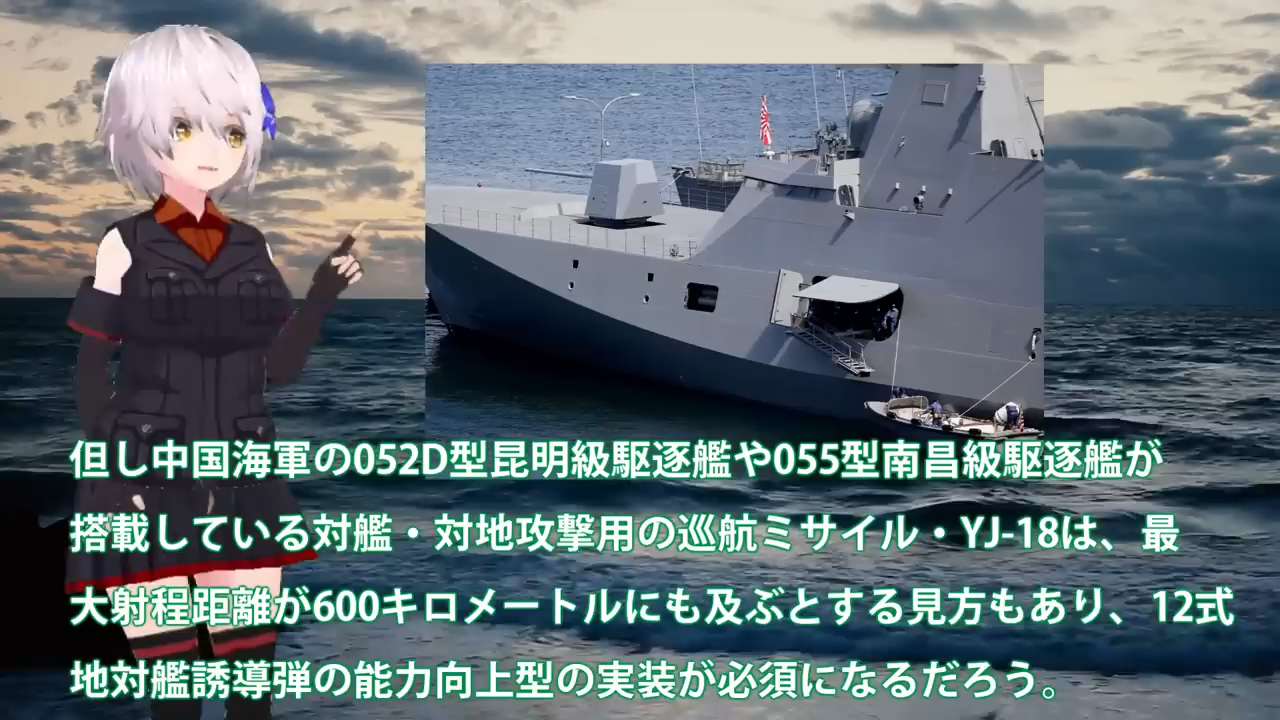 但し中国海軍の052D型昆明級駆逐艦や055型南昌級駆逐艦が
搭載している対艦・対地攻撃用の巡航ミサイル・YJ-18は、最
大射程距離が600キロメートルにも及ぶとする見方もあり、12式
地対艦誘導弾の能力向上型の実装が必須になるだろう。